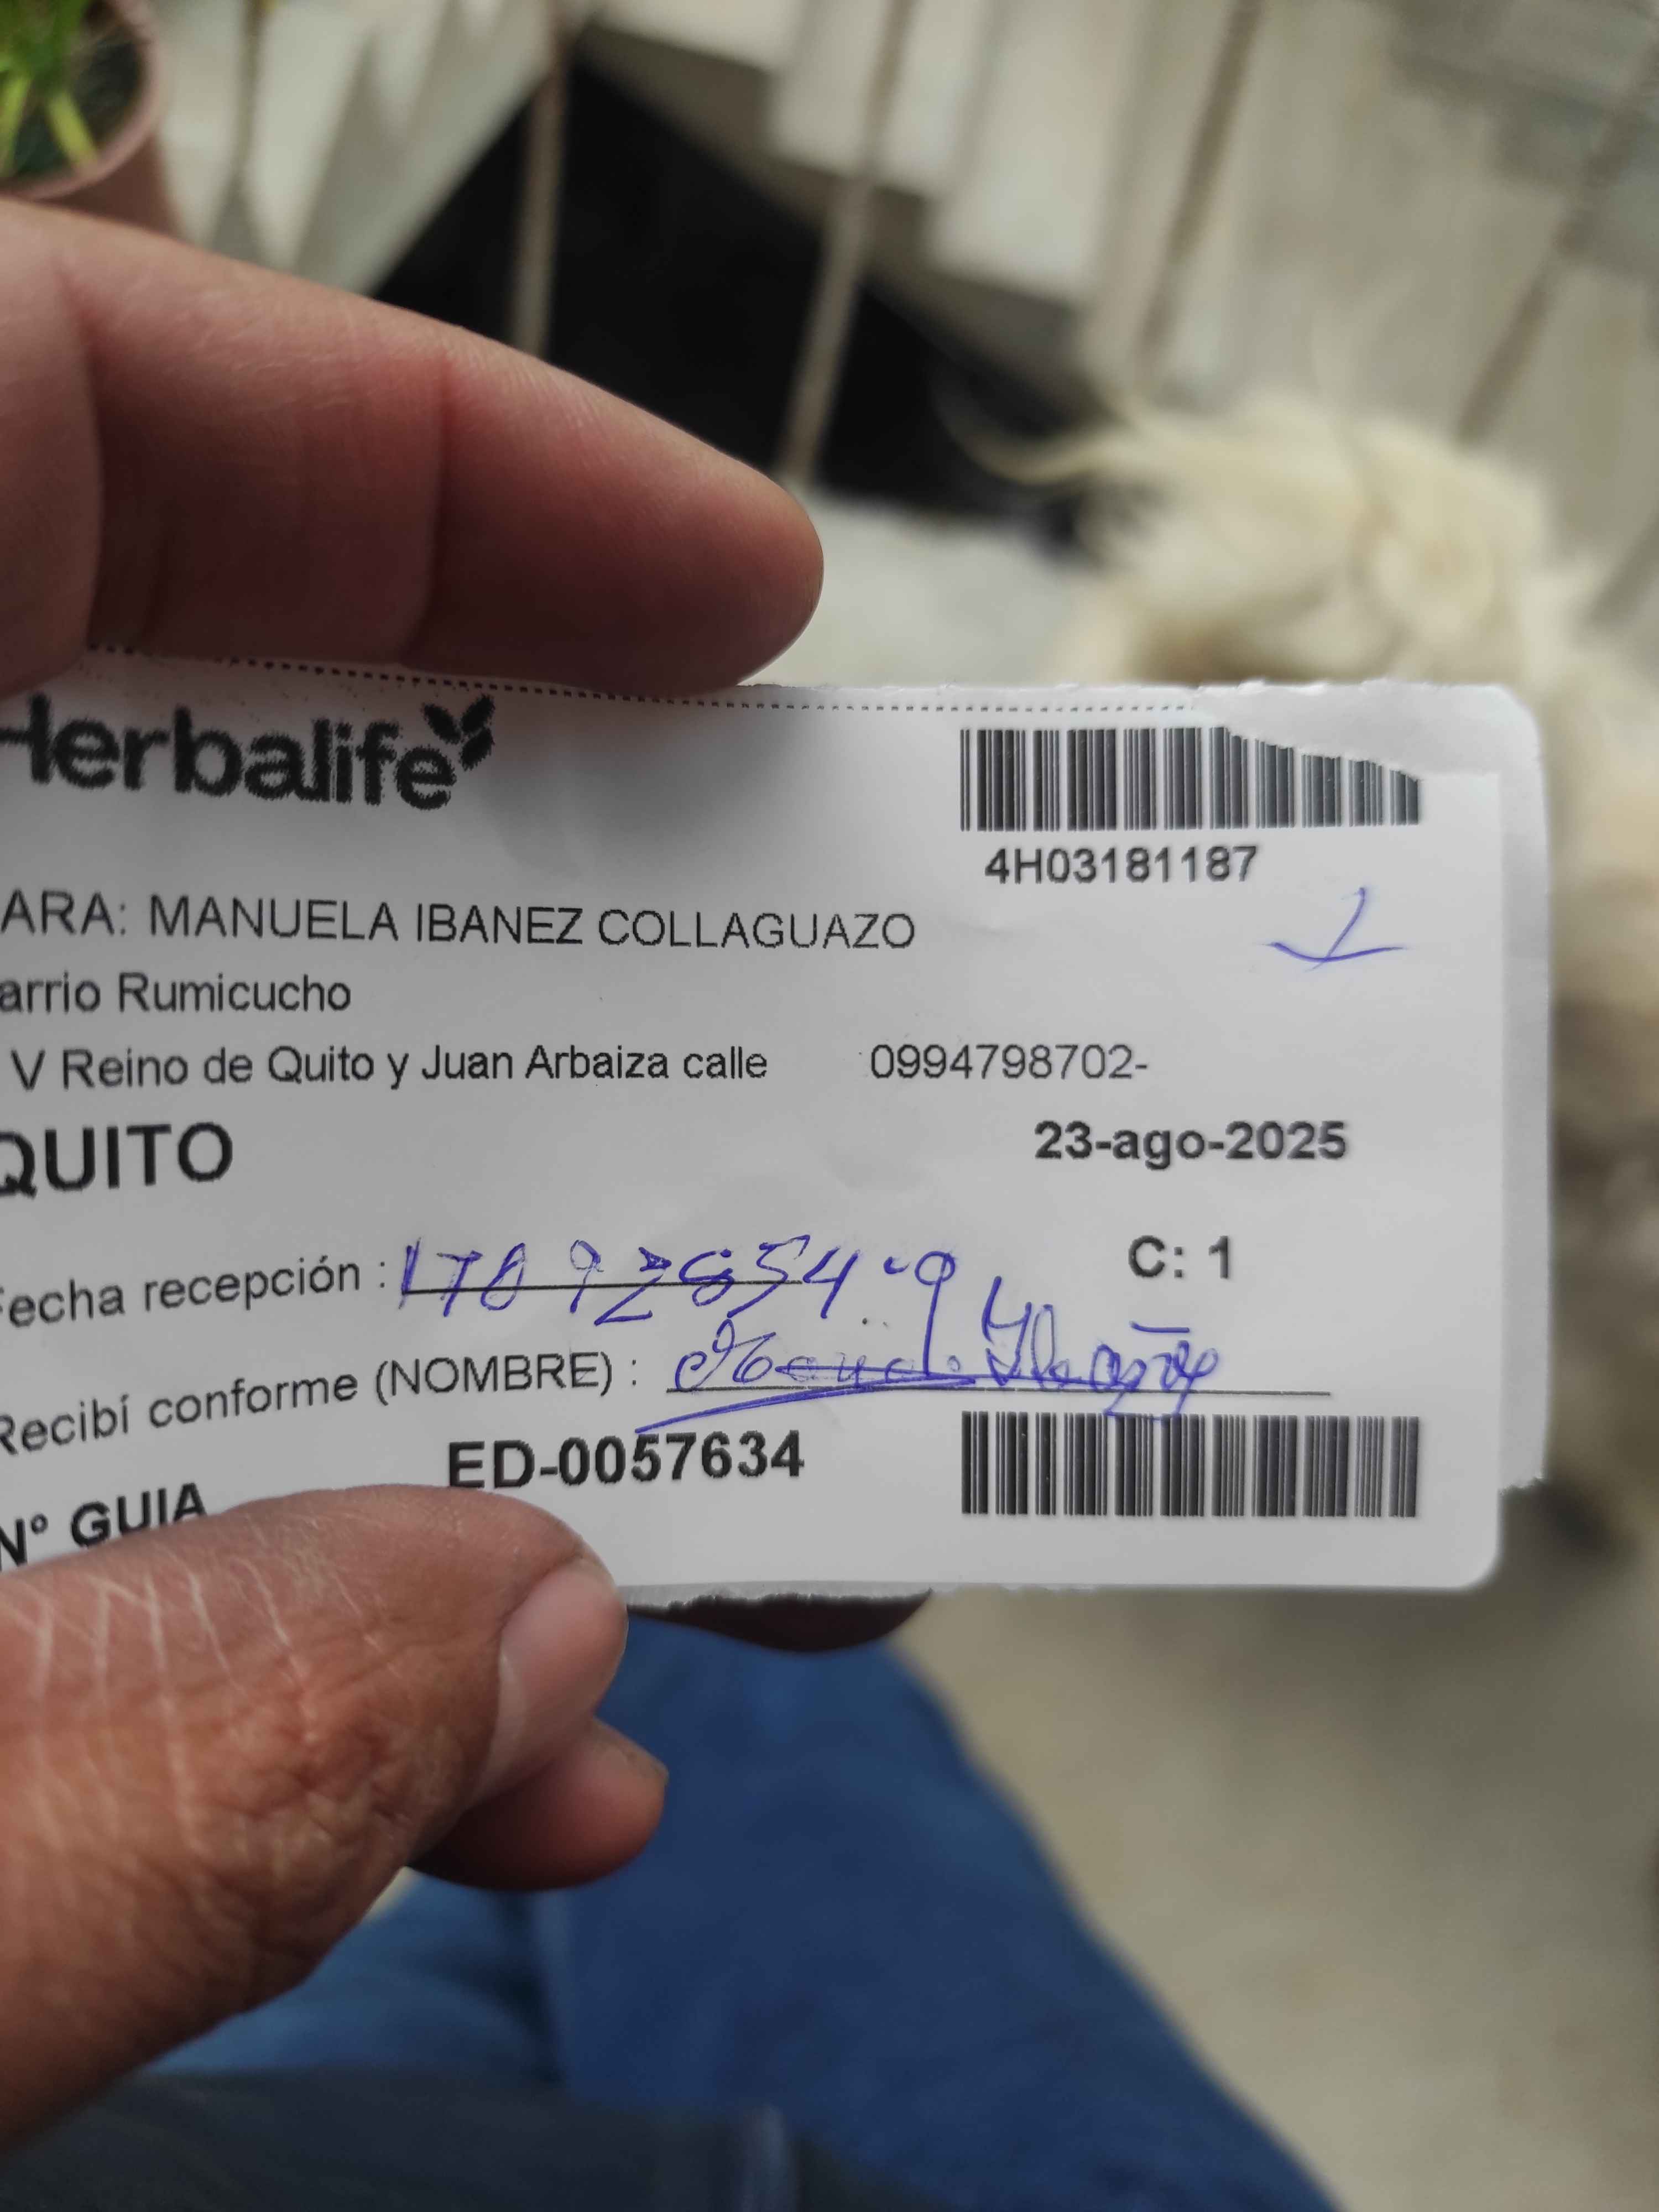 Herbalife
4H03181187
ARA: MANUELA IBANEZ COLLAGUAZO
arrio Rumicucho
V Reino de Quito y Juan Arbaiza calle 0994798702-
QUITO 23-ago-2025
Fecha recepción : C: 1
Recibí conforme (NOMBRE) :
ED-0057634
N° GUIA